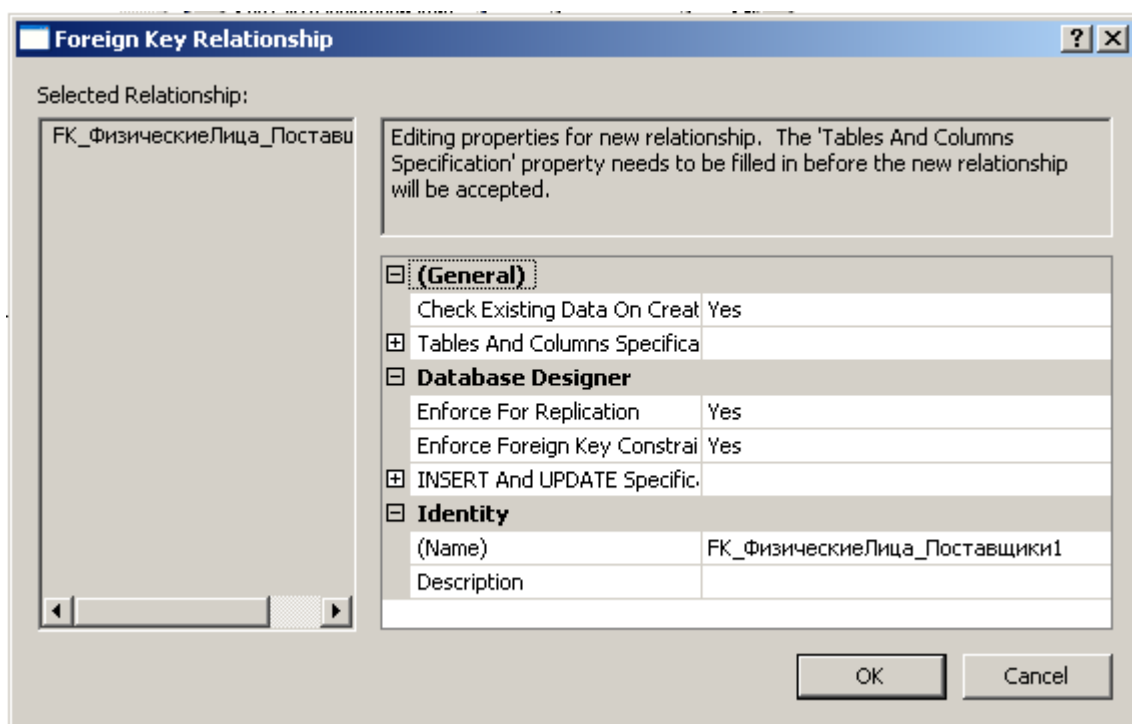 Foreign Key Relationship
Selected Relationship:
FK_ФизическиеЛица_Поставщ
Editing properties for new relationship. The 'Tables And Columns
Specification' property needs to be filled in before the new relationship
will be accepted.
(General)
Check Existing Data On Creat Yes
Tables And Columns Specifica
Database Designer
Enforce For Replication Yes
Enforce Foreign Key Constrai Yes
INSERT And UPDATE Specific
Identity
(Name) FK_ФизическиеЛица_Поставщики1
Description
OK Cancel